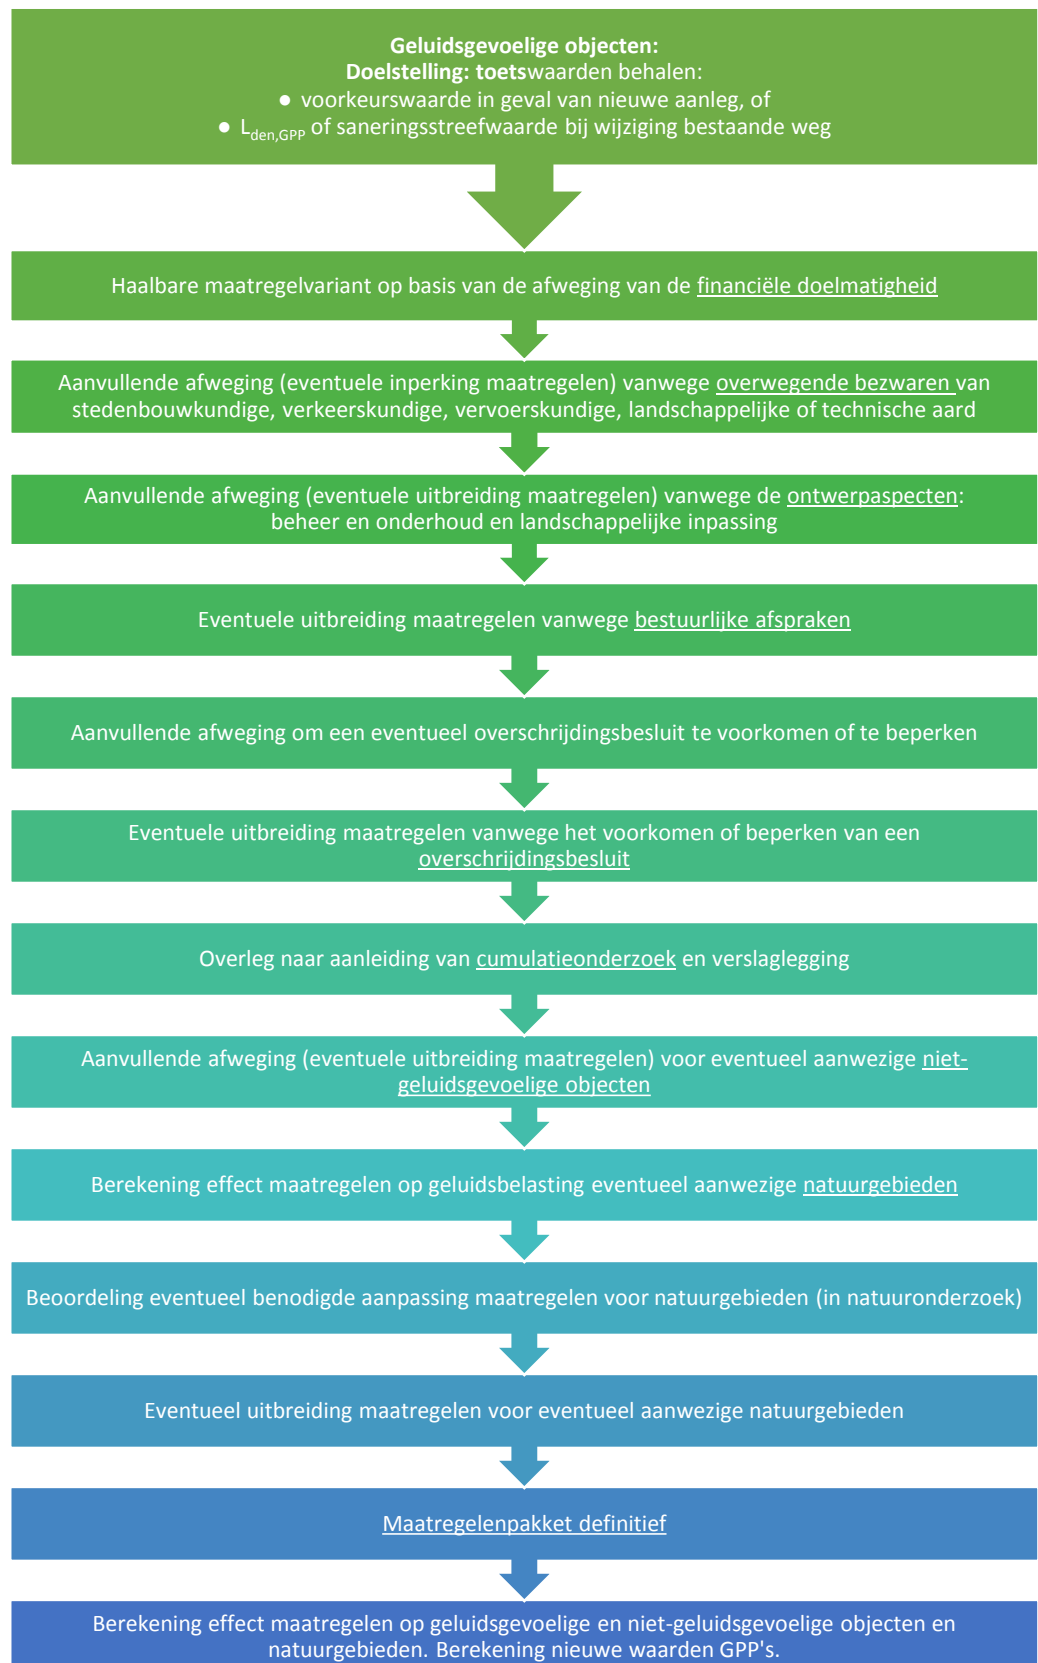 Geluidsgevoelige objecten:
Doelstelling: toetswaarden behalen:
● voorkeurswaarde in geval van nieuwe aanleg, of
● Lden,GPP of saneringsstreefwaarde bij wijziging bestaande weg
Haalbare maatregelvariant op basis van de afweging van de financiële doelmatigheid
Aanvullende afweging (eventuele inperking maatregelen) vanwege overwegende bezwaren van
stedenbouwkundige, verkeerskundige, vervoerskundige, landschappelijke of technische aard
Aanvullende afweging (eventuele uitbreiding maatregelen) vanwege de ontwerpaspecten:
beheer en onderhoud en landschappelijke inpassing
Eventuele uitbreiding maatregelen vanwege bestuurlijke afspraken
Aanvullende afweging om een eventueel overschrijdingsbesluit te voorkomen of te beperken
Eventuele uitbreiding maatregelen vanwege het voorkomen of beperken van een
overschrijdingsbesluit
Overleg naar aanleiding van cumulatieonderzoek en verslaglegging
Aanvullende afweging (eventuele uitbreiding maatregelen) voor eventueel aanwezige niet-
geluidsgevoelige objecten
Berekening effect maatregelen op geluidsbelasting eventueel aanwezige natuurgebieden
Beoordeling eventueel benodigde aanpassing maatregelen voor natuurgebieden (in natuuronderzoek)
Eventueel uitbreiding maatregelen voor eventueel aanwezige natuurgebieden
Maatregelenpakket definitief
Berekening effect maatregelen op geluidsgevoelige en niet-geluidsgevoelige objecten en
natuurgebieden. Berekening nieuwe waarden GPP's.